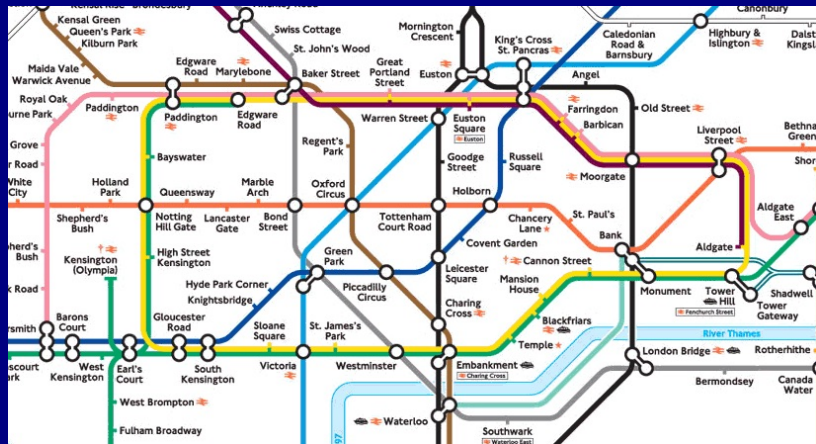 Kensal Green
Queen's Park
Kilburn Park
Maida Vale
Warwick Avenue
Royal Oak
Paddington
Edgware
Road
Marylebone
Swiss Cottage
St. John's Wood
Baker Street
Great
Portland
Street
Mornington
Crescent
Euston
King's Cross
St. Pancras
Caledonian
Road &
Barnsbury
Canonbury
Highbury &
Islington
Angel
Old Street
Farringdon
Barbican
Liverpool
Street
Paddington
Edgware
Road
Warren Street
Euston
Square
Euston
Regent's
Park
Goodge
Street
Russell
Square
Moorgate
Bayswater
Holland
Park
Queensway
Marble
Arch
Oxford
Circus
Holborn
White
City
Shepherd's
Bush
Notting
Hill Gate
Lancaster
Gate
Bond
Street
Tottenham
Court Road
Chancery
Lane
St. Paul's
Bank
Aldgate
East
Aldgate
Kensington
(Olympia)
High Street
Kensington
Green
Park
Covent Garden
Cannon Street
Leicester
Square
Mansion
House
Hyde Park Corner
Knightsbridge
Piccadilly
Circus
Charing
Cross
Monument
Tower
Hill
Fenchurch Street
Tower
Gateway
Shadwell
Barons
Court
Gloucester
Road
Sloane
Square
St. James's
Park
Blackfriars
Temple
River Thames
West
Kensington
Earl's
Court
South
Kensington
Victoria
Westminster
Embankment
Charing Cross
London Bridge
Rotherhithe
Bermondsey
Canada
Water
West Brompton
Fulham Broadway
Waterloo
Southwark
Waterloo East